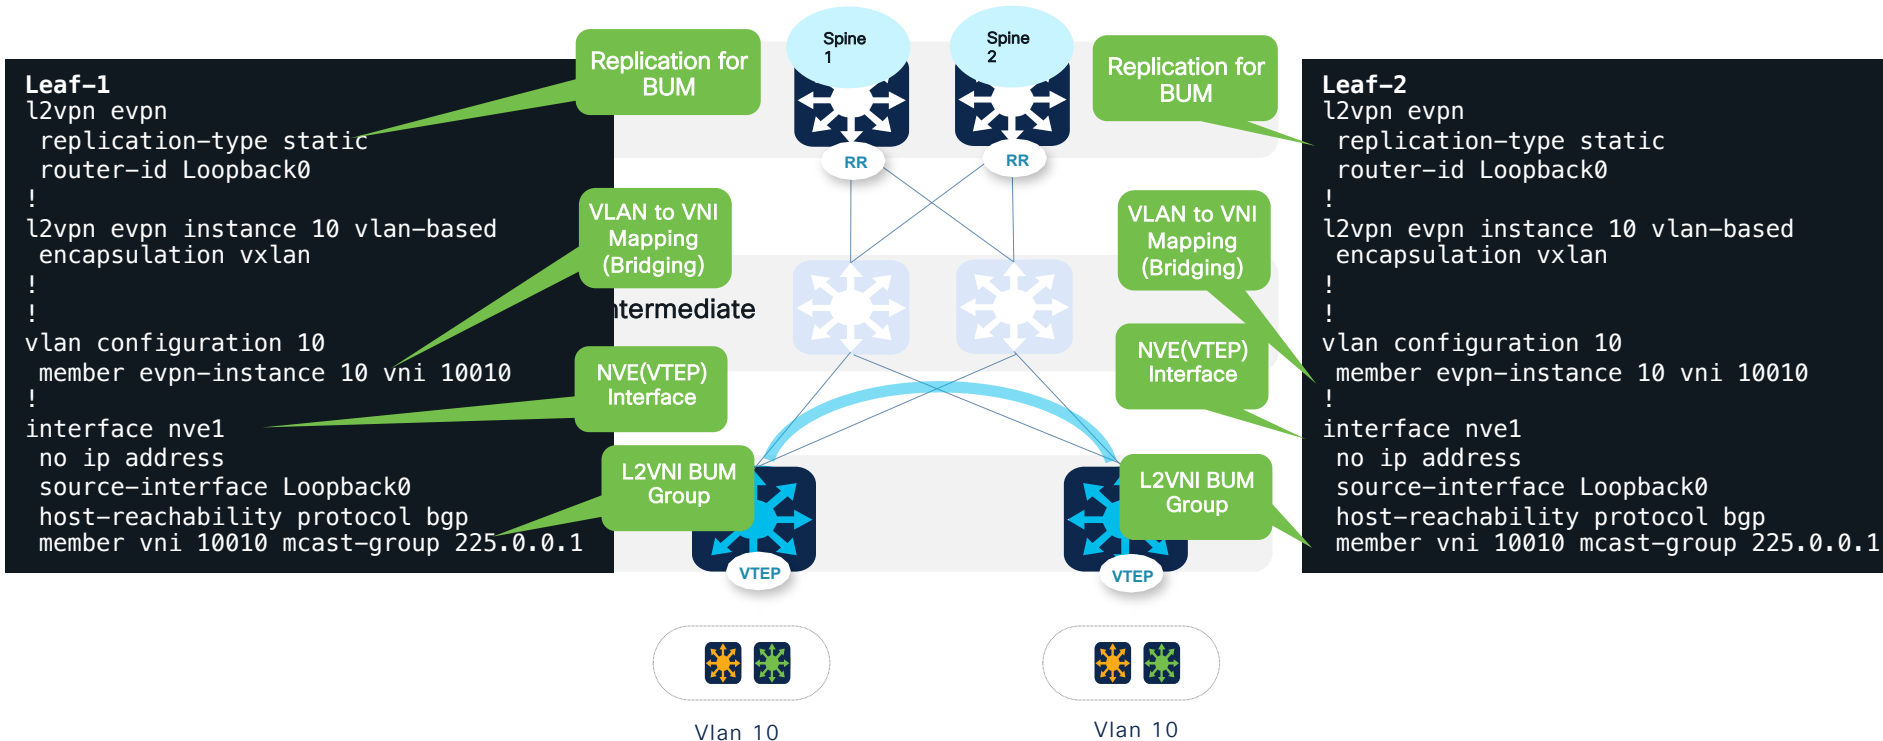 Leaf-1
l2vpn evpn
replication-type static
router-id Loopback0
!
l2vpn evpn instance 10 vlan-based
encapsulation vxlan
!
!
vlan configuration 10
member evpn-instance 10 vni 10010
!
interface nve1
no ip address
source-interface Loopback0
host-reachability protocol bgp
member vni 10010 mcast-group 225.0.0.1
Replication for
BUM
VLAN to VNI
Mapping
(Bridging)
NVE(VTEP)
Interface
L2VNI BUM
Group
Spine
1
Spine
2
RR
RR
ntermediate
VTEP
VTEP
Vlan 10
Vlan 10
Replication for
BUM
VLAN to VNI
Mapping
(Bridging)
NVE(VTEP)
Interface
L2VNI BUM
Group
Leaf-2
l2vpn evpn
replication-type static
router-id Loopback0
!
l2vpn evpn instance 10 vlan-based
encapsulation vxlan
!
!
vlan configuration 10
member evpn-instance 10 vni 10010
!
interface nve1
no ip address
source-interface Loopback0
host-reachability protocol bgp
member vni 10010 mcast-group 225.0.0.1